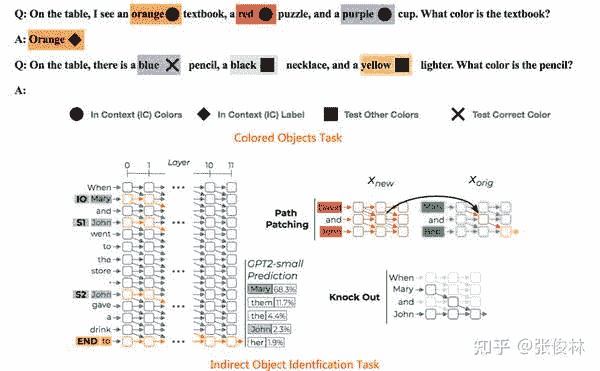 Q: On the table, I see an orange textbook, a red puzzle, and a purple cup. What color is the textbook?
A: Orange
Q: On the table, there is a blue pencil, a black necklace, and a yellow lighter. What color is the pencil?
A:
In Context (IC) Colors In Context (IC) Label Test Other Colors Test Correct Color
Colored Objects Task
Layer
0 1 10 11
When
IO Mary
and
S1 John
went
to
the
store
,
S2 John
gave
a
drink
END to
GPT2-small
Prediction
Mary 68.3%
them 11.7%
the 4.4%
John 2.3%
her 1.9%
Xnew Xorig
Path
Patching
and
and
Knock Out
When
Mary
and
John
知乎 @张俊林
Indirect Object Identfication Task